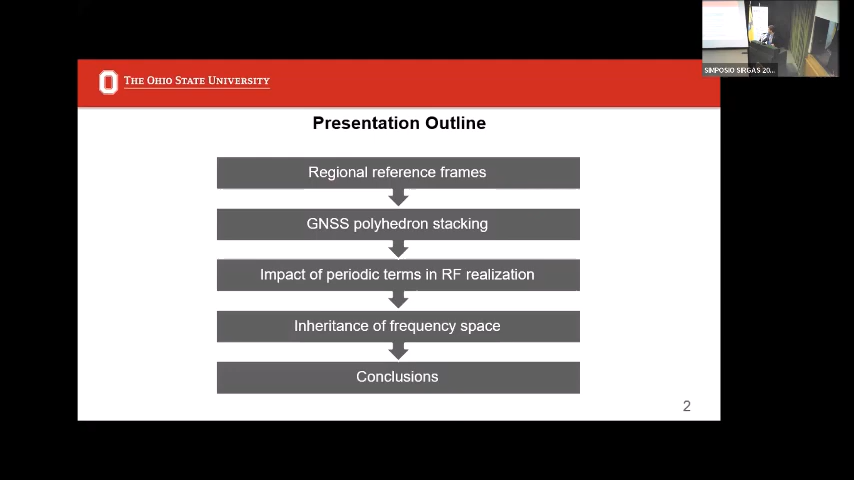 THE OHIO STATE UNIVERSITY
SIMPOSIO SIRGAS 20...
Presentation Outline
Regional reference frames
GNSS polyhedron stacking
Impact of periodic terms in RF realization
Inheritance of frequency space
Conclusions
2